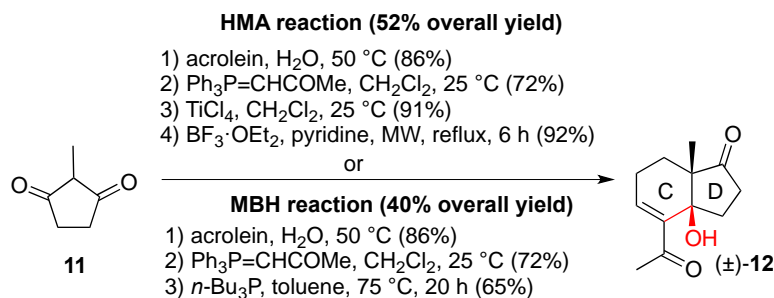 HMA reaction (52% overall yield)
1) acrolein, H₂O, 50 °C (86%)
2) Ph₃P=CHCOMe, CH₂Cl₂, 25 °C (72%)
3) TiCl₄, CH₂Cl₂, 25 °C (91%)
4) BF₃·OEt₂, pyridine, MW, reflux, 6 h (92%)
or
MBH reaction (40% overall yield)
1) acrolein, H₂O, 50 °C (86%)
2) Ph₃P=CHCOMe, CH₂Cl₂, 25 °C (72%)
3) n-Bu₃P, toluene, 75 °C, 20 h (65%)
O
O
11
O
C
D
OH
O
(±)-12